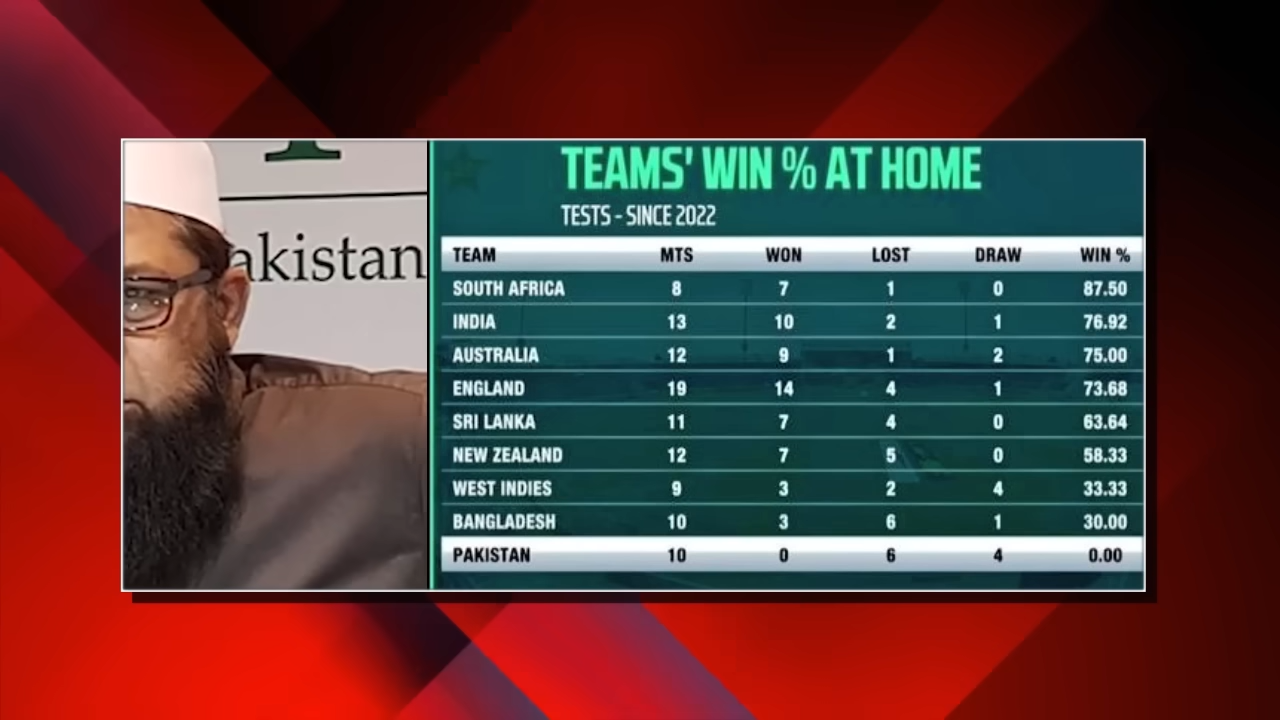 akistan
TEAMS' WIN % AT HOME
TESTS - SINCE 2022
TEAM MTS WON LOST DRAW WIN %
SOUTH AFRICA 8 7 1 0 87.50
INDIA 13 10 2 1 76.92
AUSTRALIA 12 9 1 2 75.00
ENGLAND 19 14 4 1 73.68
SRI LANKA 11 7 4 0 63.64
NEW ZEALAND 12 7 5 0 58.33
WEST INDIES 9 3 2 4 33.33
BANGLADESH 10 3 6 1 30.00
PAKISTAN 10 0 6 4 0.00